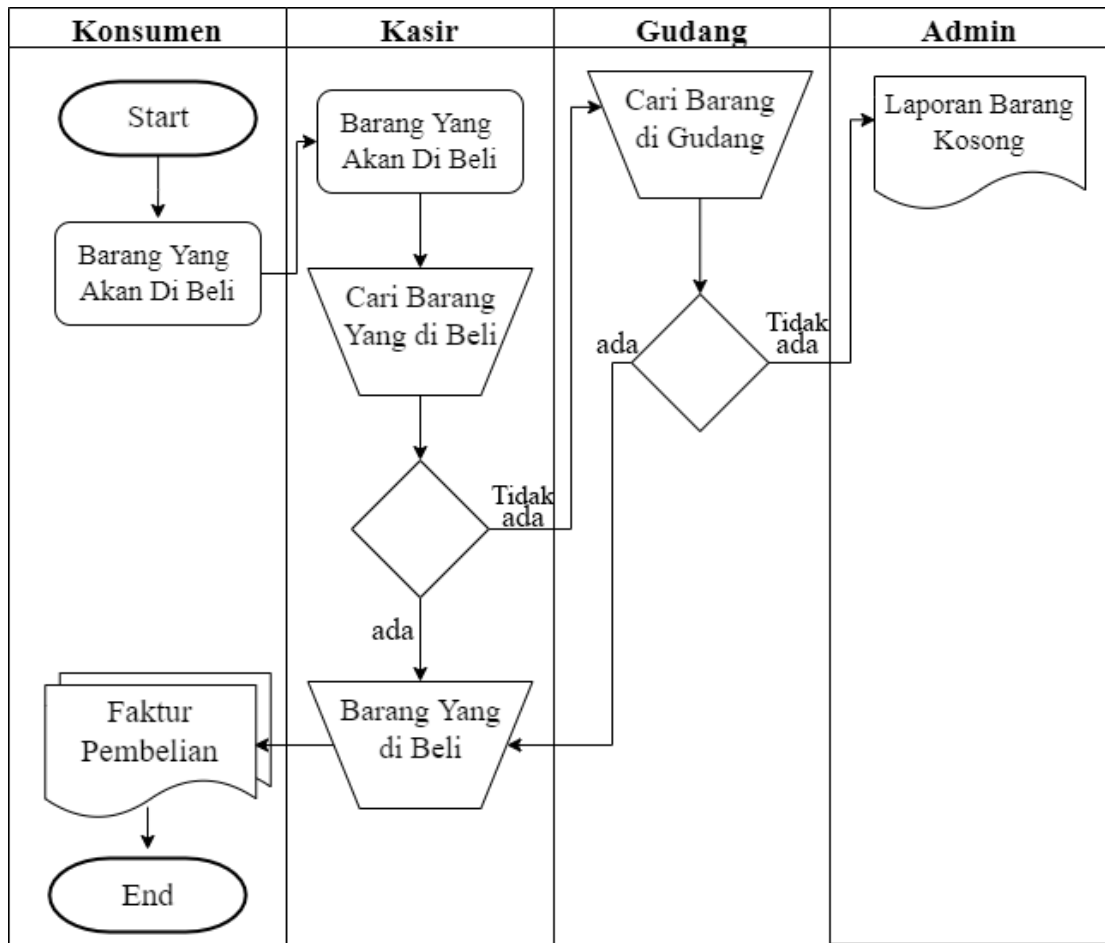 Konsumen
Kasir
Gudang
Admin
Start
Barang Yang
Akan Di Beli
Barang Yang
Akan Di Beli
Cari Barang
Yang di Beli
Tidak
ada
ada
Barang Yang
di Beli
Faktur
Pembelian
End
Cari Barang
di Gudang
ada
Tidak
ada
Laporan Barang
Kosong